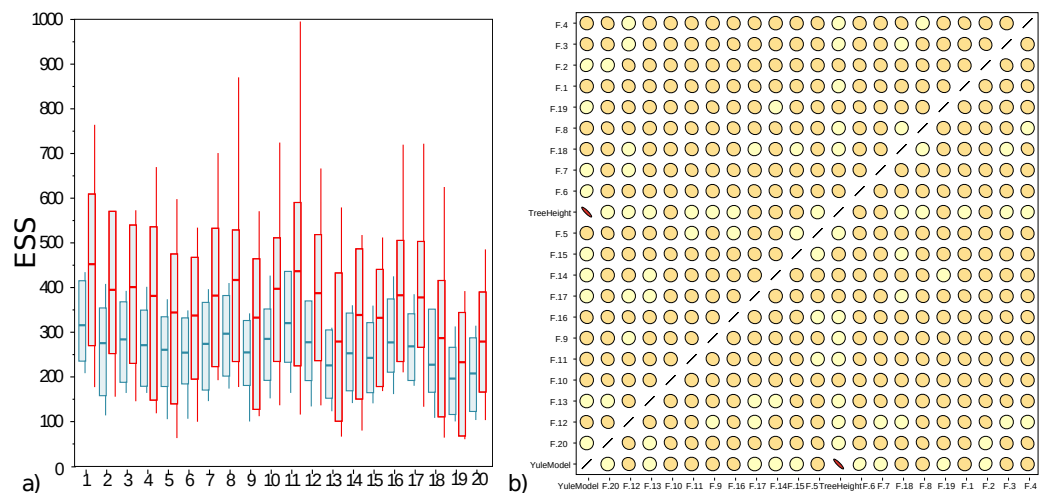 1000
900
800
700
600
500
400
300
200
100
0
ESS
1 2 3 4 5 6 7 8 9 10 11 12 13 14 15 16 17 18 19 20
a)
F.4
F.3
F.2
F.1
F.19
F.8
F.18
F.7
F.6
TreeHeight
F.5
F.15
F.14
F.17
F.16
F.9
F.11
F.10
F.13
F.12
F.20
YuleModel
YuleModel F.20 F.12 F.13 F.10 F.11 F.9 F.16 F.17 F.14 F.15 F.5 TreeHeight F.6 F.7 F.18 F.8 F.19 F.1 F.2 F.3 F.4
b)